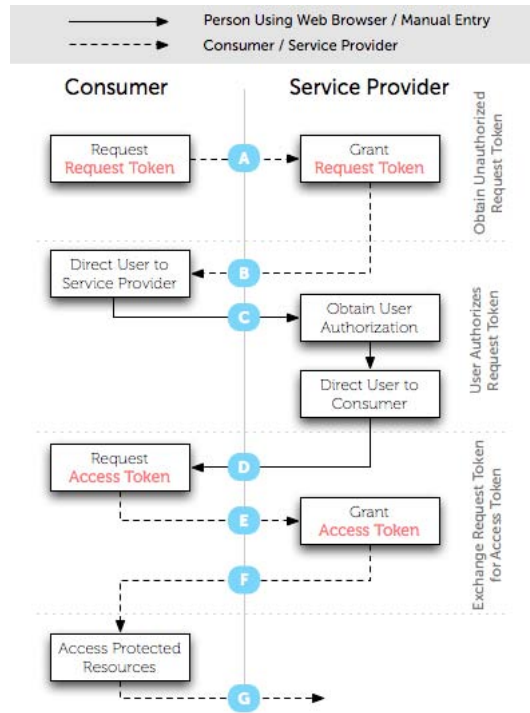 Person Using Web Browser / Manual Entry
Consumer / Service Provider
Consumer
Service Provider
Request
Request Token
A
Grant
Request Token
Obtain Unauthorized
Request Token
Direct User to
Service Provider
B
C
Obtain User
Authorization
Direct User to
Consumer
User Authorizes
Request Token
Request
Access Token
D
E
Grant
Access Token
F
Exchange Request Token
for Access Token
Access Protected
Resources
G